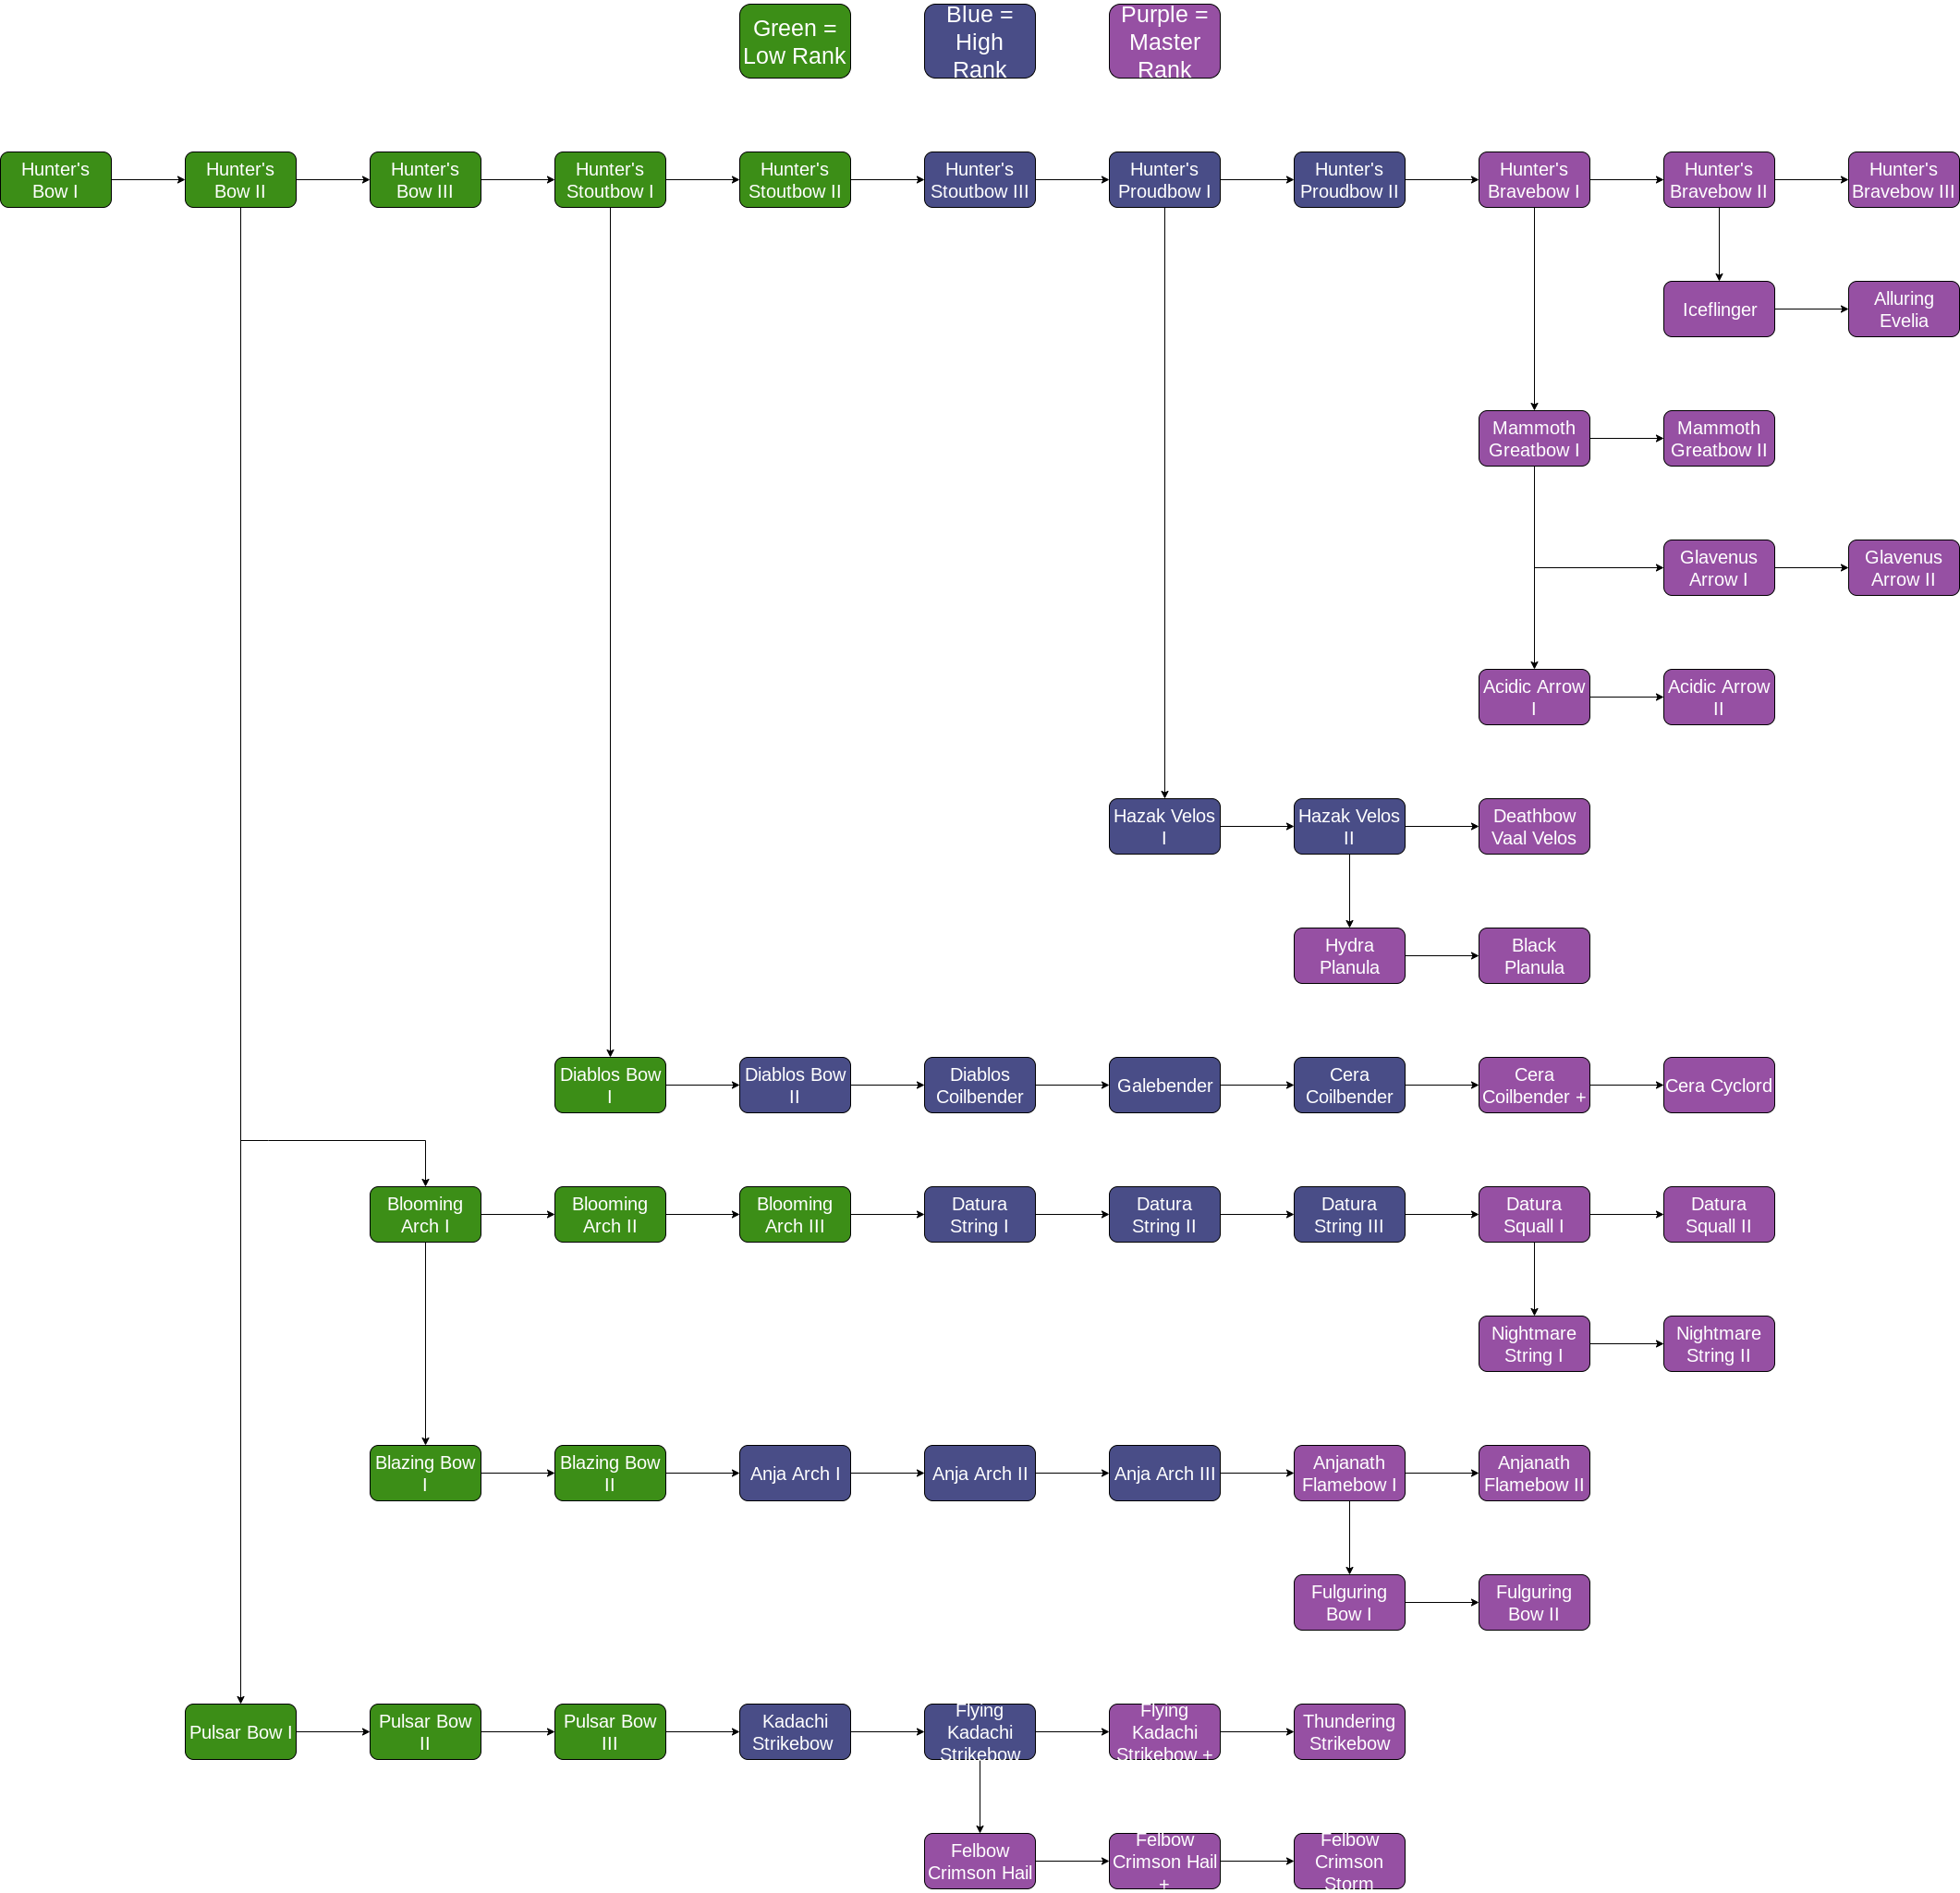 Green =
Low Rank
Blue =
High
Rank
Purple =
Master
Rank
Hunter's
Bow I
Hunter's
Bow II
Hunter's
Bow III
Hunter's
Stoutbow I
Hunter's
Stoutbow II
Hunter's
Stoutbow III
Hunter's
Proudbow I
Hunter's
Proudbow II
Hunter's
Bravebow I
Hunter's
Bravebow II
Hunter's
Bravebow III
Iceflinger
Alluring
Evelia
Mammoth
Greatbow I
Mammoth
Greatbow II
Glavenus
Arrow I
Glavenus
Arrow II
Acidic Arrow
I
Acidic Arrow
II
Hazak Velos
I
Hazak Velos
II
Deathbow
Vaal Velos
Hydra
Planula
Black
Planula
Diablos Bow
I
Diablos Bow
II
Diablos
Coilbender
Galebender
Cera
Coilbender
Cera
Coilbender +
Cera Cyclord
Blooming
Arch I
Blooming
Arch II
Blooming
Arch III
Datura
String I
Datura
String II
Datura
String III
Datura
Squall I
Datura
Squall II
Nightmare
String I
Nightmare
String II
Blazing Bow
I
Blazing Bow
II
Anja Arch I
Anja Arch II
Anja Arch III
Anjanath
Flamebow I
Anjanath
Flamebow II
Fulguring
Bow I
Fulguring
Bow II
Pulsar Bow I
Pulsar Bow
II
Pulsar Bow
III
Kadachi
Strikebow
Flying
Kadachi
Strikebow
Flying
Kadachi
Strikebow +
Thundering
Strikebow
Felbow
Crimson Hail
Felbow
Crimson Hail
+
Felbow
Crimson
Storm